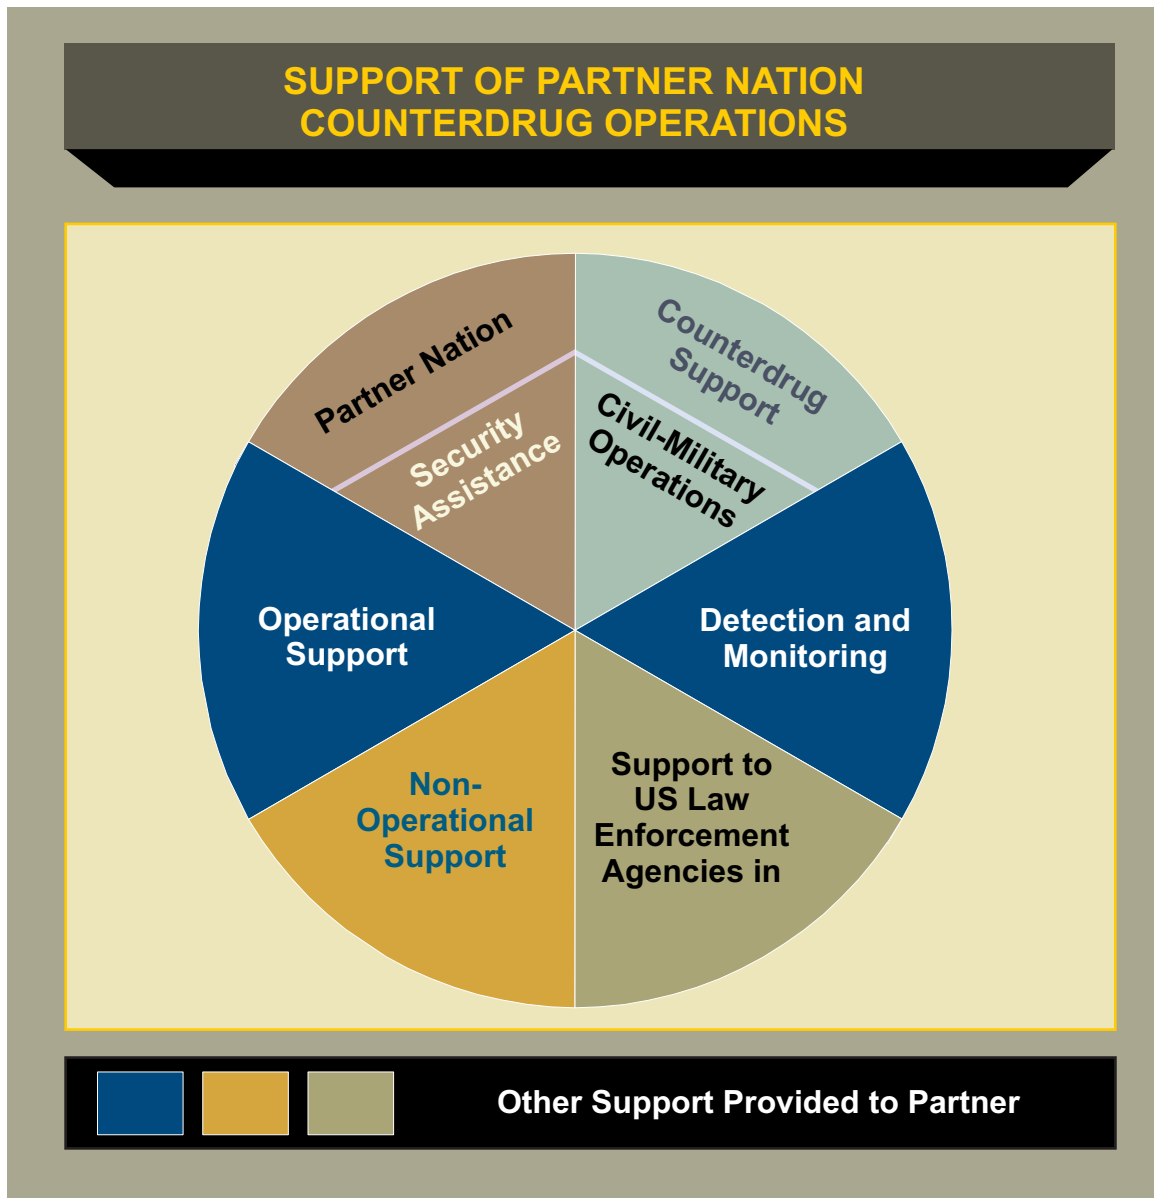 SUPPORT OF PARTNER NATION
COUNTERDRUG OPERATIONS
Partner Nation
Security
Assistance
Counterdrug
Support
Civil-Military
Operations
Operational
Support
Detection and
Monitoring
Non-
Operational
Support
Support to
US Law
Enforcement
Agencies in
Other Support Provided to Partner